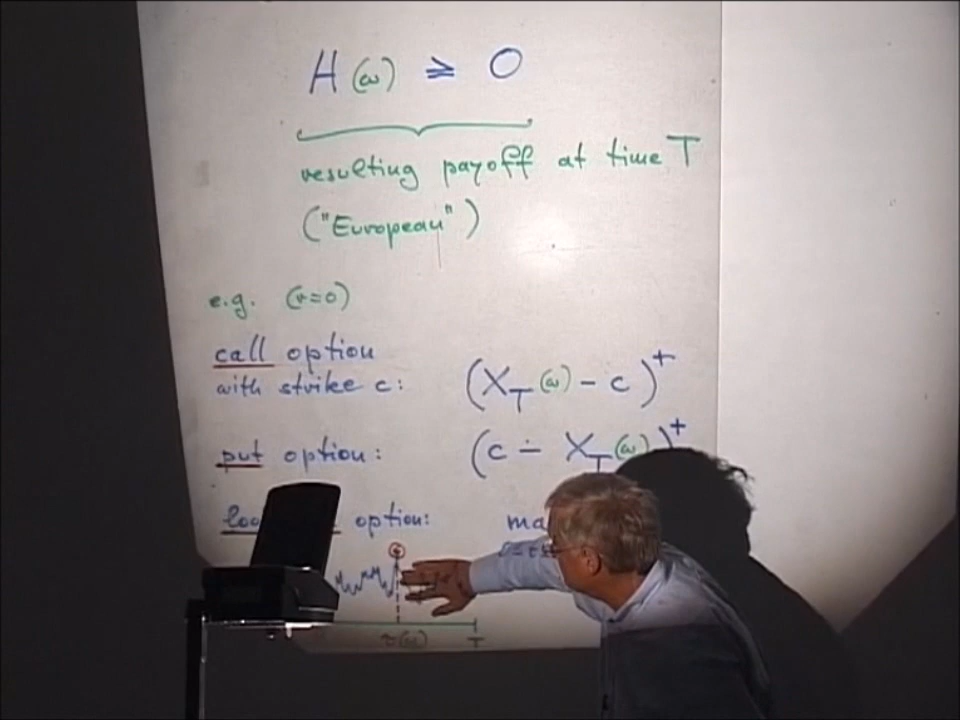 H(ω) ≥ 0
resulting payoff at time T
("European")
e.g. (r=0)
call option
with strike c: (X_T(ω) - c)^+
put option: (c - X_T(ω))^+
option:
τ(ω) T